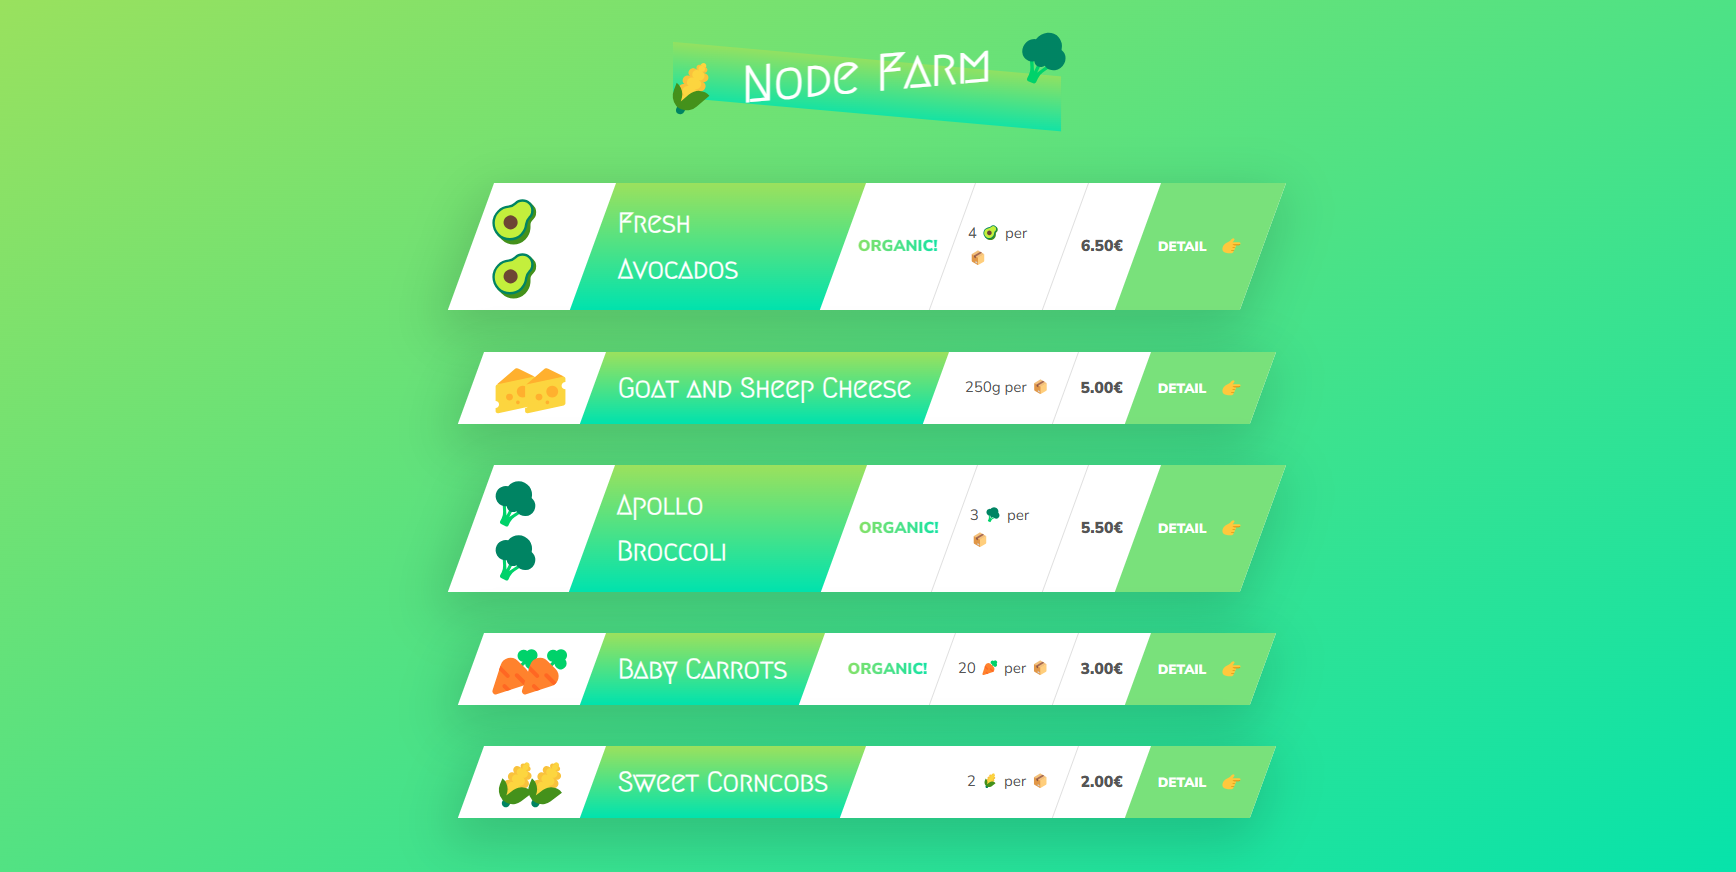 Node Farm
Fresh
Avocados
ORGANIC!
4 🥑 per
📦
6.50€
DETAIL 👉
Goat and Sheep Cheese
250g per 📦
5.00€
DETAIL 👉
Apollo
Broccoli
ORGANIC!
3 🥦 per
📦
5.50€
DETAIL 👉
Baby Carrots
ORGANIC!
20 🥕 per 📦
3.00€
DETAIL 👉
Sweet Corncobs
2 🌽 per 📦
2.00€
DETAIL 👉